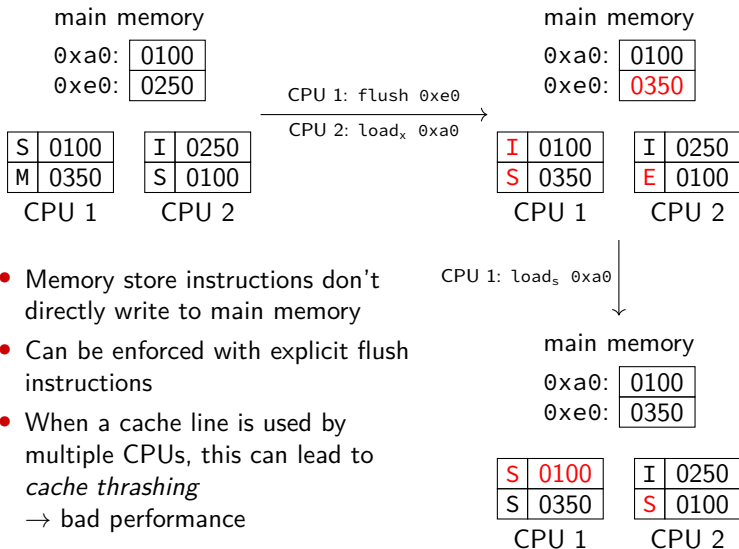 main memory
0xa0: 0100
0xe0: 0250
S 0100
M 0350
CPU 1
I 0250
S 0100
CPU 2
CPU 1: flush 0xe0
CPU 2: loadₓ 0xa0
main memory
0xa0: 0100
0xe0: 0350
I 0100
S 0350
CPU 1
I 0250
E 0100
CPU 2
• Memory store instructions don't
directly write to main memory
• Can be enforced with explicit flush
instructions
• When a cache line is used by
multiple CPUs, this can lead to
cache thrashing
→ bad performance
CPU 1: loadₛ 0xa0
main memory
0xa0: 0100
0xe0: 0350
S 0100
S 0350
CPU 1
I 0250
S 0100
CPU 2